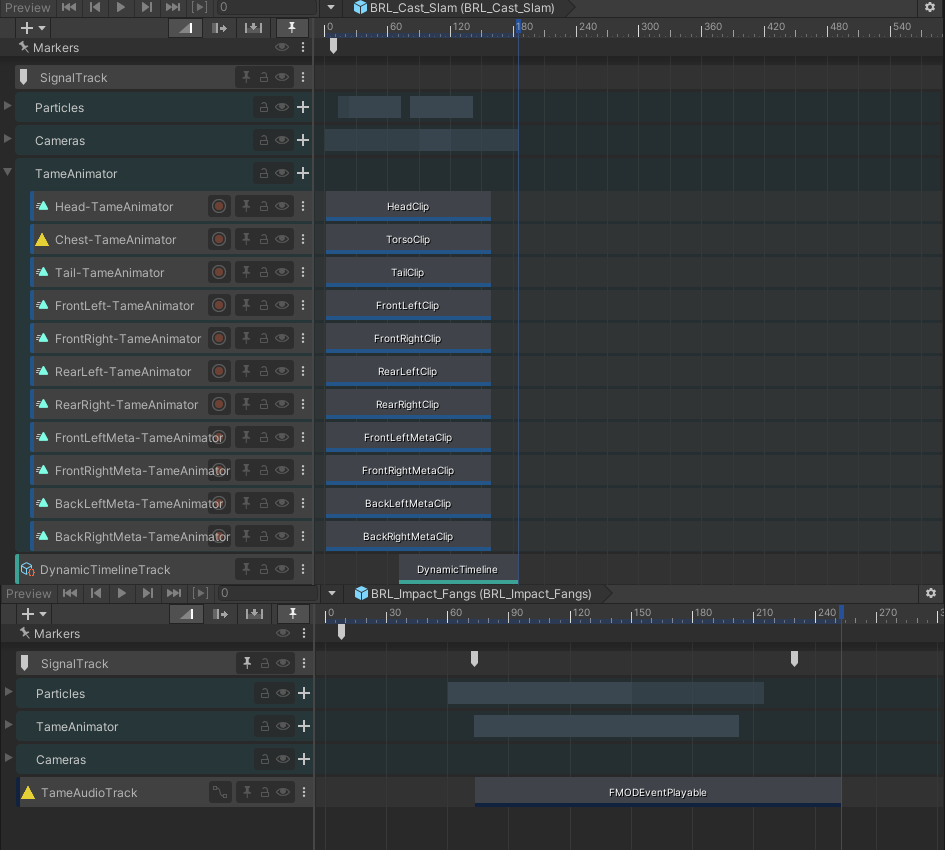 Preview 0 BRL_Cast_Slam (BRL_Cast_Slam)
0 60 120 180 240 300 360 420 480 540
Markers
SignalTrack
Particles
Cameras
TameAnimator
Head-TameAnimator HeadClip
Chest-TameAnimator TorsoClip
Tail-TameAnimator TailClip
FrontLeft-TameAnimator FrontLeftClip
FrontRight-TameAnimator FrontRightClip
RearLeft-TameAnimator RearLeftClip
RearRight-TameAnimator RearRightClip
FrontLeftMeta-TameAnimator FrontLeftMetaClip
FrontRightMeta-TameAnimator FrontRightMetaClip
BackLeftMeta-TameAnimator BackLeftMetaClip
BackRightMeta-TameAnimator BackRightMetaClip
DynamicTimelineTrack DynamicTimeline
Preview 0 BRL_Impact_Fangs (BRL_Impact_Fangs)
0 30 60 90 120 150 180 210 240 270
Markers
SignalTrack
Particles
TameAnimator
Cameras
TameAudioTrack FMODEventPlayable